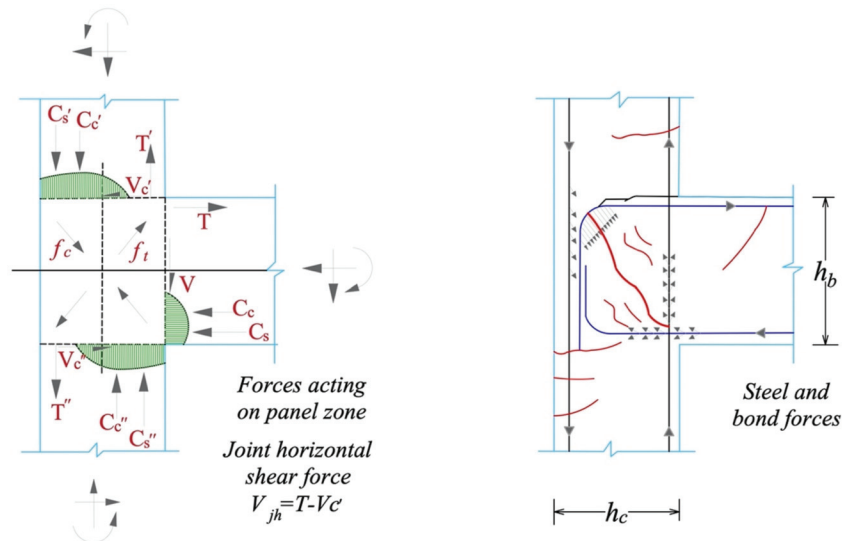 Cs' Cc'
T'
Vc'
T
fc ft
V
Cc
Cs
Vc''
T''
Cc''
Cs''
Forces acting
on panel zone
Joint horizontal
shear force
V jh=T-Vc'
hb
Steel and
bond forces
hc